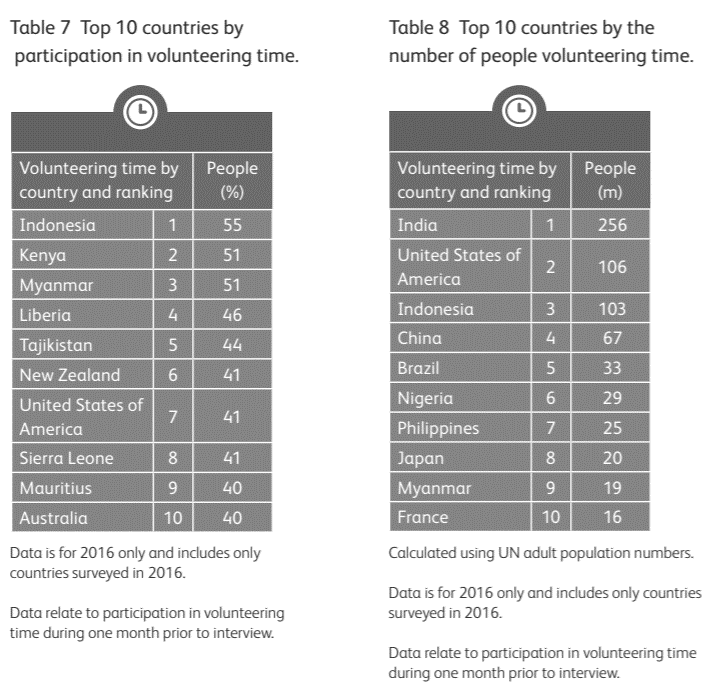 Table 7  Top 10 countries by
participation in volunteering time.
Volunteering time by
country and ranking
People
(%)
Indonesia 1 55
Kenya 2 51
Myanmar 3 51
Liberia 4 46
Tajikistan 5 44
New Zealand 6 41
United States of
America 7 41
Sierra Leone 8 41
Mauritius 9 40
Australia 10 40
Data is for 2016 only and includes only
countries surveyed in 2016.
Data relate to participation in volunteering
time during one month prior to interview.
Table 8  Top 10 countries by the
number of people volunteering time.
Volunteering time by
country and ranking
People
(m)
India 1 256
United States of
America 2 106
Indonesia 3 103
China 4 67
Brazil 5 33
Nigeria 6 29
Philippines 7 25
Japan 8 20
Myanmar 9 19
France 10 16
Calculated using UN adult population numbers.
Data is for 2016 only and includes only countries
surveyed in 2016.
Data relate to participation in volunteering time
during one month prior to interview.